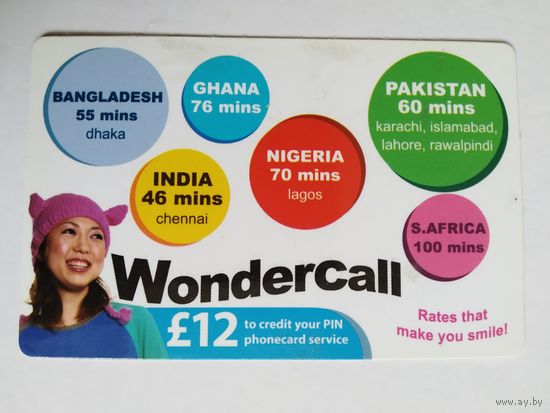 BANGLADESH
55 mins
dhaka
GHANA
76 mins
PAKISTAN
60 mins
karachi, islamabad,
lahore, rawalpindi
INDIA
46 mins
chennai
NIGERIA
70 mins
lagos
S.AFRICA
100 mins
WonderCall
£12 to credit your PIN
phonecard service
Rates that
make you smile!
www.ay.by